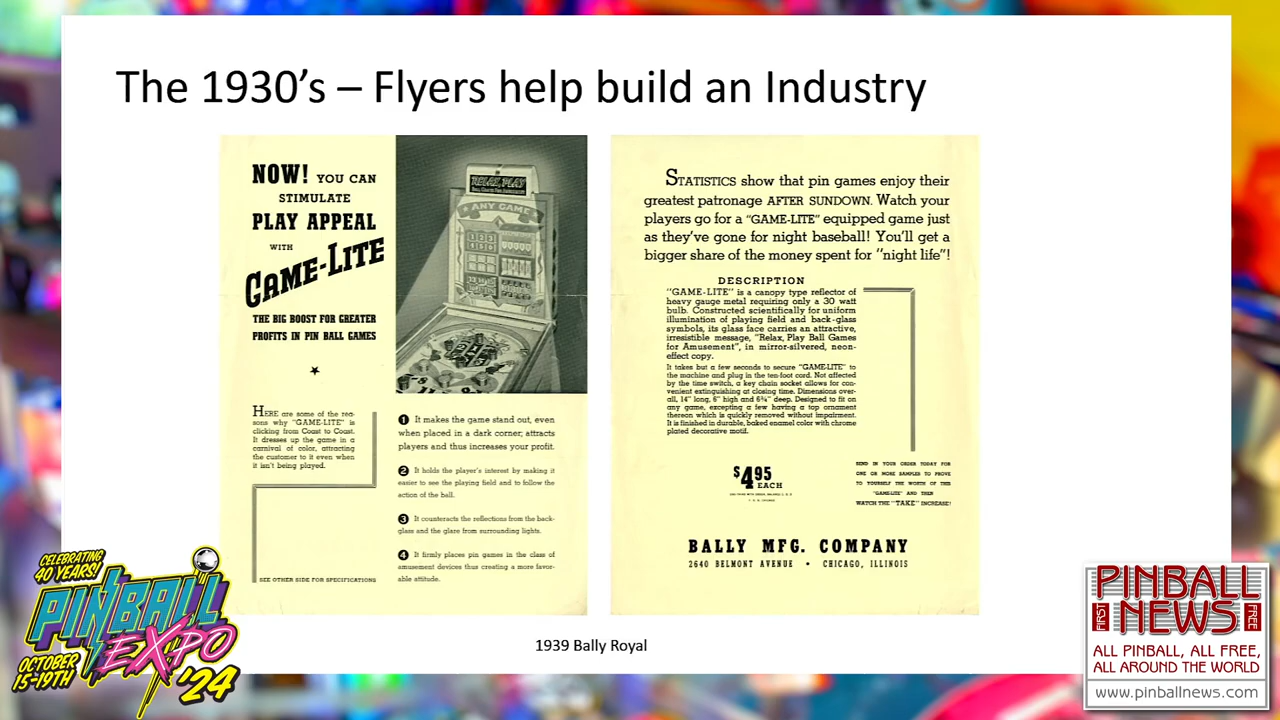 The 1930’s – Flyers help build an Industry
NOW! YOU CAN
STIMULATE
PLAY APPEAL
WITH
GAME-LITE
THE BIG BOOST FOR GREATER
PROFITS IN PIN BALL GAMES
HERE are some of the rea-
sons why "GAME-LITE" is
clicking from Coast to Coast.
It dresses up the game in a
carnival of color, attracting
the customer to it even when
it isn't being played.
SEE OTHER SIDE FOR SPECIFICATIONS
RELAX, PLAY
ANY GAME
1 It makes the game stand out, even
when placed in a dark corner; attracts
players and thus increases your profit.
2 It holds the player's interest by making it
easier to see the playing field and to follow the
action of the ball.
3 It counteracts the reflections from the back-
glass and the glare from surrounding lights.
4 It firmly places pin games in the class of
amusement devices thus creating a more favor-
able attitude.
STATISTICS show that pin games enjoy their
greatest patronage AFTER SUNDOWN. Watch your
players go for a "GAME-LITE" equipped game just
as they've gone for night baseball! You'll get a
bigger share of the money spent for "night life"!
DESCRIPTION
"GAME-LITE" is a canopy type reflector of
heavy gauge metal requiring only a 30 watt
bulb. Constructed scientifically for uniform
illumination of playing field and back-glass
symbols, its glass face carries an attractive,
irresistible message, "Relax, Play Ball Games
for Amusement", in mirror-silvered, neon-
effect copy.
It takes but a few seconds to secure "GAME-LITE" to
the machine and plug in the ten-foot cord. Not affected
by the time switch, a key chain socket allows for con-
venient extinguishing at closing time. Dimensions over-
all, 14" long, 6" high and 6¾" deep. Designed to fit on
any game, excepting a few having a top ornament
thereon which is quickly removed without impairment.
It is finished in durable, baked enamel color with chrome
plated decorative motif.
$4.95
EACH
SEND IN YOUR ORDER TODAY FOR
ONE OR MORE SAMPLES TO PROVE
TO YOURSELF THE WORTH OF THIS
"GAME-LITE" AND THEN
WATCH THE "TAKE" INCREASE!
BALLY MFG. COMPANY
2640 BELMONT AVENUE • CHICAGO, ILLINOIS
1939 Bally Royal
CELEBRATING
40 YEARS!
PINBALL
EXPO
OCTOBER
15-19TH
'24
PINBALL
FIRST NEWS FREE
ALL PINBALL, ALL FREE,
ALL AROUND THE WORLD
www.pinballnews.com